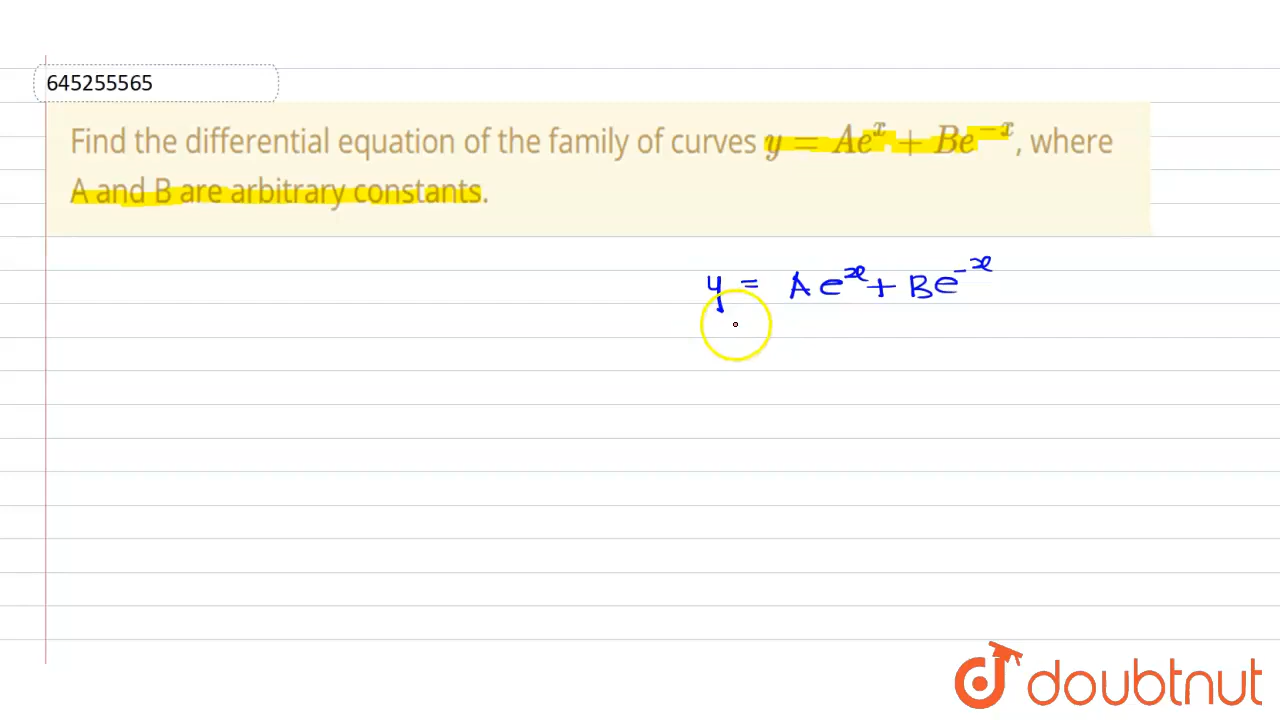 645255565
Find the differential equation of the family of curves y = Ae^x + Be^{-x}, where
A and B are arbitrary constants.
y = Ae^x + Be^{-x}
doubtnut